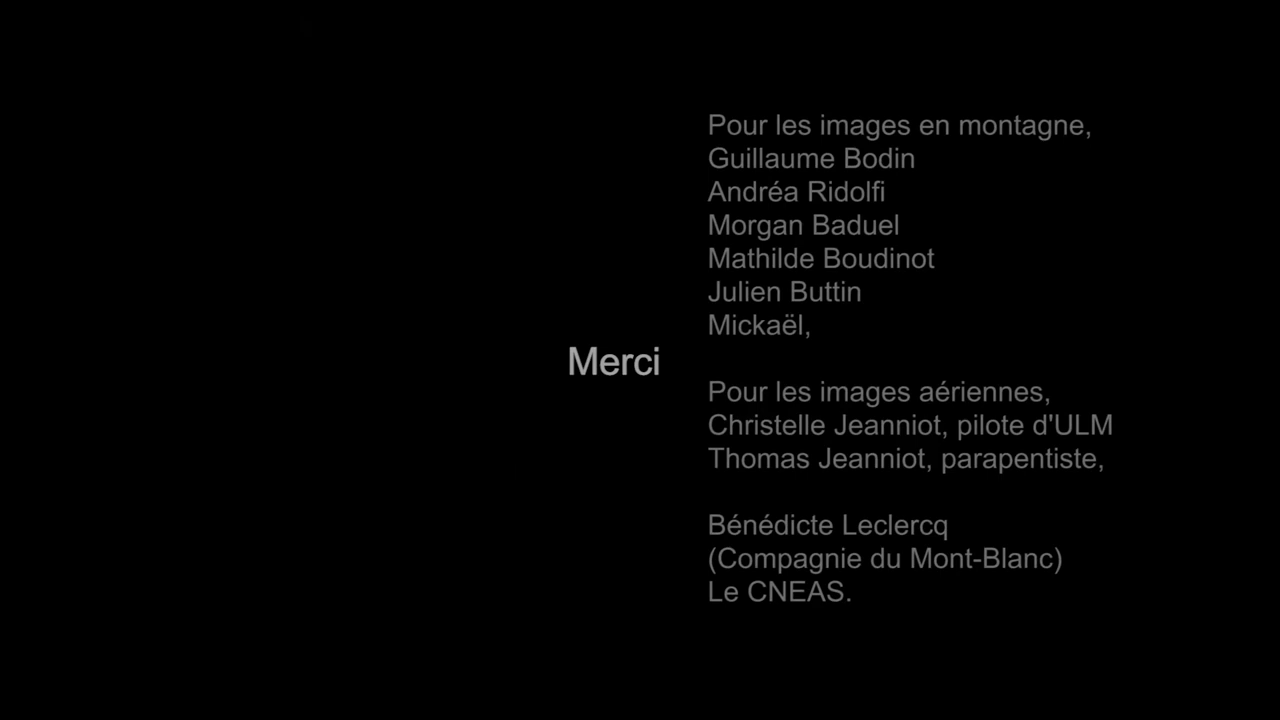 Pour les images en montagne,
Guillaume Bodin
Andréa Ridolfi
Morgan Baduel
Mathilde Boudinot
Julien Buttin
Mickaël,
Merci
Pour les images aériennes,
Christelle Jeanniot, pilote d'ULM
Thomas Jeanniot, parapentiste,
Bénédicte Leclercq
(Compagnie du Mont-Blanc)
Le CNEAS.